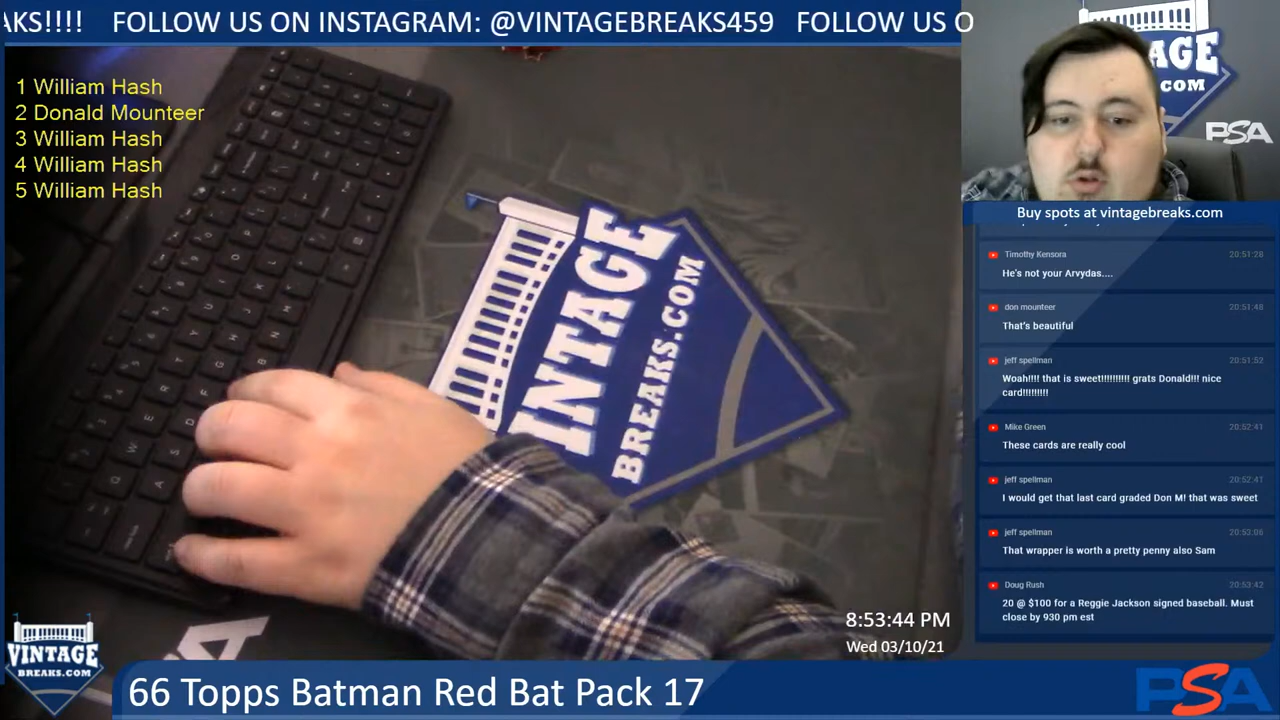 AKS!!!! FOLLOW US ON INSTAGRAM: @VINTAGEBREAKS459 FOLLOW US O
1 William Hash
2 Donald Mounteer
3 William Hash
4 William Hash
5 William Hash
VINTAGE
BREAKS.COM
AGE
.COM
PSA
Buy spots at vintagebreaks.com
Timothy Kensora 20:51:28
He's not your Arvydas....
don mounteer 20:51:48
That's beautiful
jeff spellman 20:51:52
Woah!!!! that is sweet!!!!!!!!!! grats Donald!!! nice
card!!!!!!!!!
Mike Green 20:52:41
These cards are really cool
jeff spellman 20:52:41
I would get that last card graded Don M! that was sweet
jeff spellman 20:53:06
That wrapper is worth a pretty penny also Sam
Doug Rush 20:53:42
20 @ $100 for a Reggie Jackson signed baseball. Must
close by 930 pm est
8:53:44 PM
Wed 03/10/21
VINTAGE
BREAKS.COM
66 Topps Batman Red Bat Pack 17
PSA